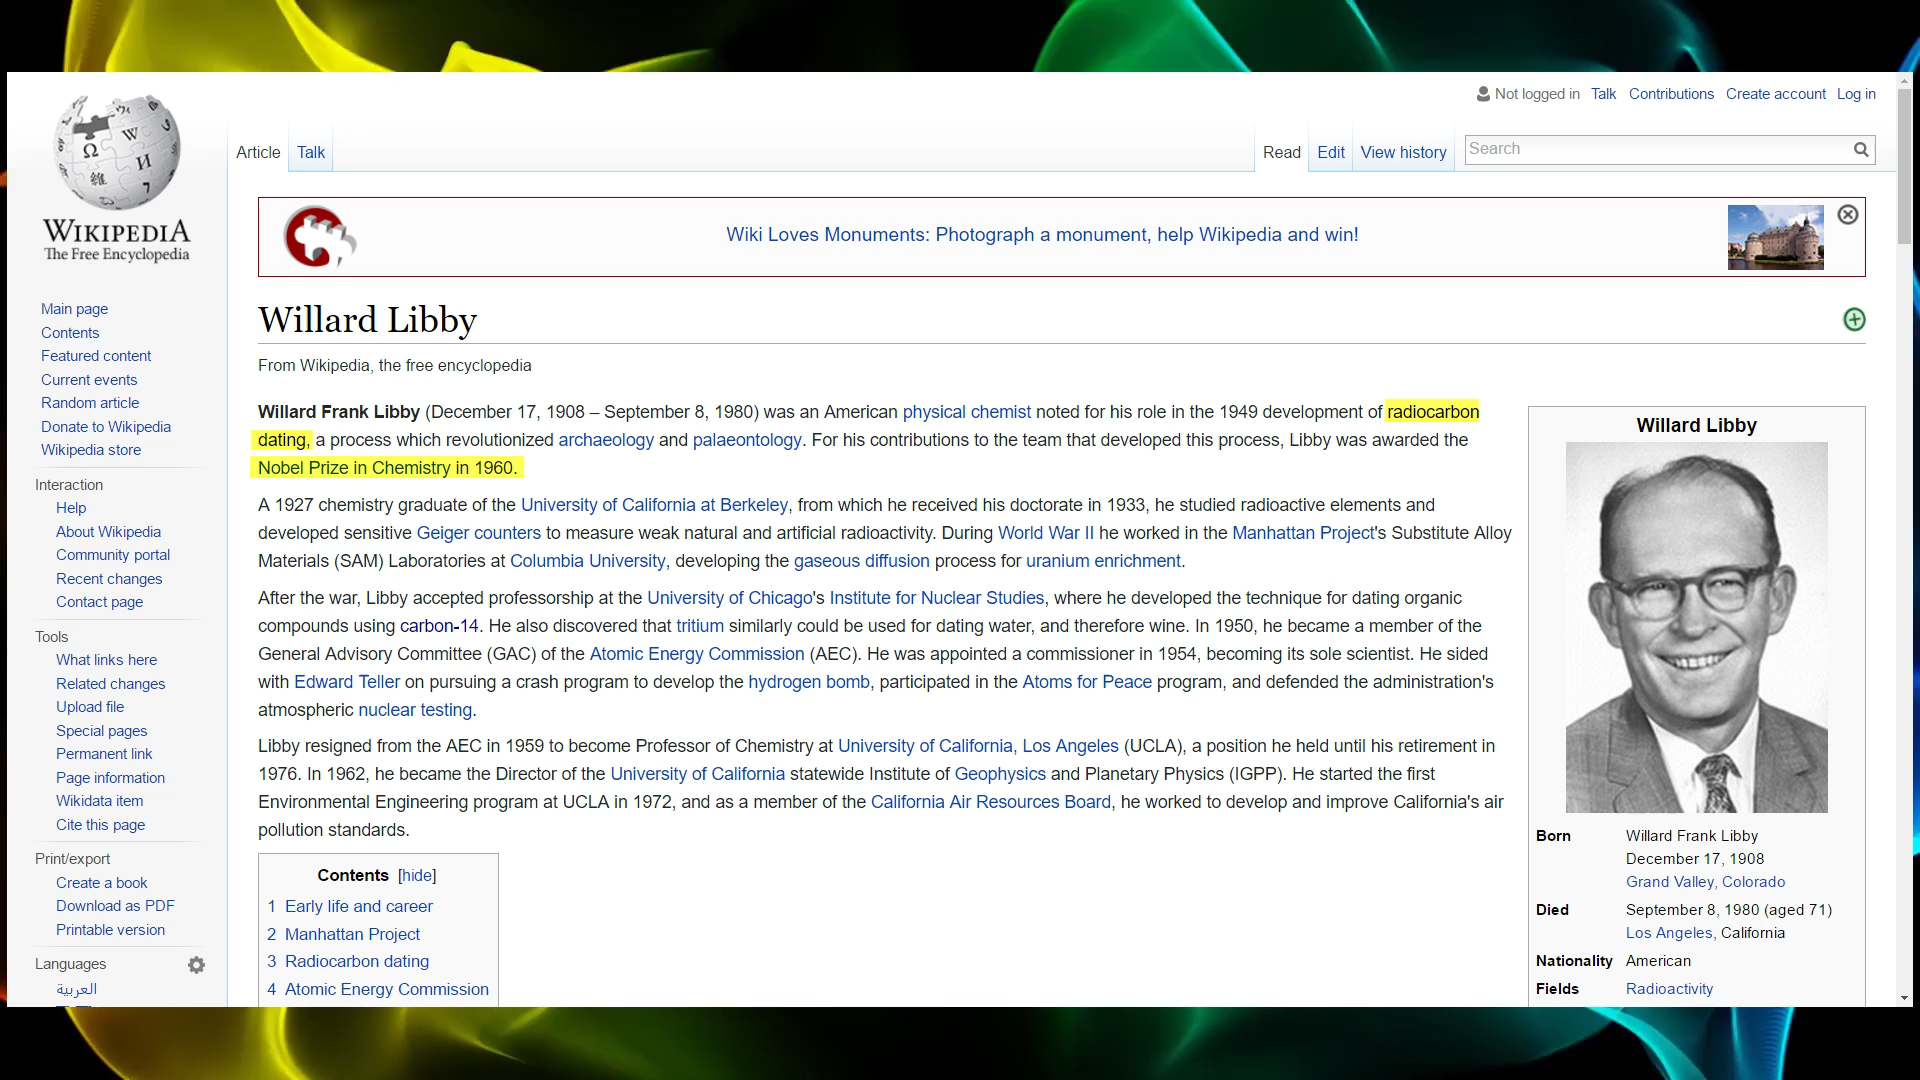 Not logged in Talk Contributions Create account Log in
Article Talk
Read Edit View history Search
WIKIPEDIA
The Free Encyclopedia
Main page
Contents
Featured content
Current events
Random article
Donate to Wikipedia
Wikipedia store
Interaction
Help
About Wikipedia
Community portal
Recent changes
Contact page
Tools
What links here
Related changes
Upload file
Special pages
Permanent link
Page information
Wikidata item
Cite this page
Print/export
Create a book
Download as PDF
Printable version
Languages
العربية
Wiki Loves Monuments: Photograph a monument, help Wikipedia and win!
Willard Libby
From Wikipedia, the free encyclopedia
Willard Frank Libby (December 17, 1908 – September 8, 1980) was an American physical chemist noted for his role in the 1949 development of radiocarbon
dating, a process which revolutionized archaeology and palaeontology. For his contributions to the team that developed this process, Libby was awarded the
Nobel Prize in Chemistry in 1960.
A 1927 chemistry graduate of the University of California at Berkeley, from which he received his doctorate in 1933, he studied radioactive elements and
developed sensitive Geiger counters to measure weak natural and artificial radioactivity. During World War II he worked in the Manhattan Project's Substitute Alloy
Materials (SAM) Laboratories at Columbia University, developing the gaseous diffusion process for uranium enrichment.
After the war, Libby accepted professorship at the University of Chicago's Institute for Nuclear Studies, where he developed the technique for dating organic
compounds using carbon-14. He also discovered that tritium similarly could be used for dating water, and therefore wine. In 1950, he became a member of the
General Advisory Committee (GAC) of the Atomic Energy Commission (AEC). He was appointed a commissioner in 1954, becoming its sole scientist. He sided
with Edward Teller on pursuing a crash program to develop the hydrogen bomb, participated in the Atoms for Peace program, and defended the administration's
atmospheric nuclear testing.
Libby resigned from the AEC in 1959 to become Professor of Chemistry at University of California, Los Angeles (UCLA), a position he held until his retirement in
1976. In 1962, he became the Director of the University of California statewide Institute of Geophysics and Planetary Physics (IGPP). He started the first
Environmental Engineering program at UCLA in 1972, and as a member of the California Air Resources Board, he worked to develop and improve California's air
pollution standards.
Contents [hide]
1 Early life and career
2 Manhattan Project
3 Radiocarbon dating
4 Atomic Energy Commission
Willard Libby
Born Willard Frank Libby
December 17, 1908
Grand Valley, Colorado
Died September 8, 1980 (aged 71)
Los Angeles, California
Nationality American
Fields Radioactivity